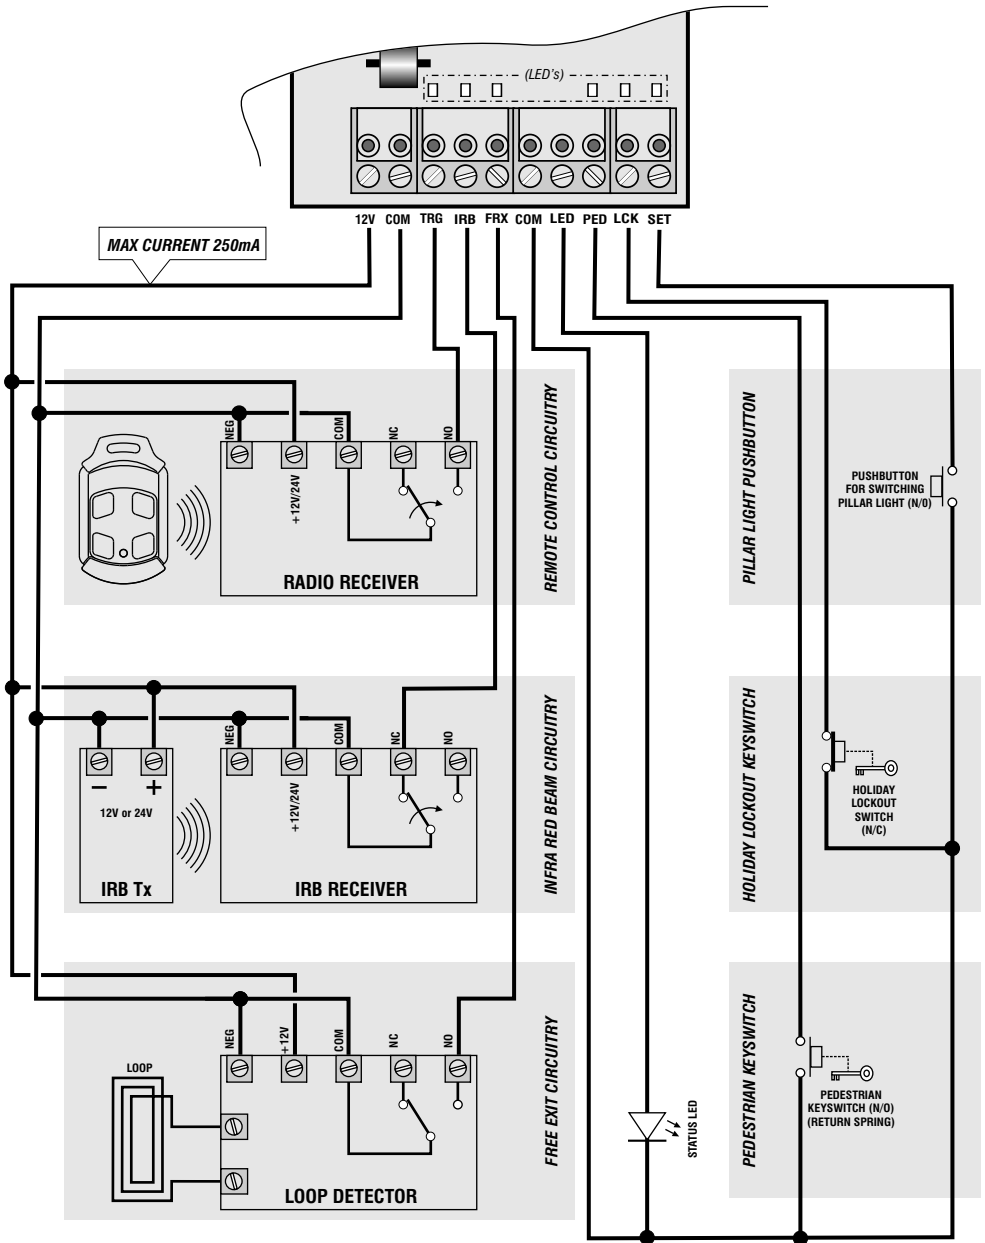 (LED's)
12V COM TRG IRB FRX COM LED PED LCK SET
MAX CURRENT 250mA
NEG
+12V/24V
COM
NC
NO
RADIO RECEIVER
REMOTE CONTROL CIRCUITRY
PUSHBUTTON
FOR SWITCHING
PILLAR LIGHT (N/0)
PILLAR LIGHT PUSHBUTTON
12V or 24V
IRB Tx
NEG
+12V/24V
COM
NC
NO
IRB RECEIVER
INFRA RED BEAM CIRCUITRY
HOLIDAY
LOCKOUT
SWITCH
(N/C)
HOLIDAY LOCKOUT KEYSWITCH
LOOP
NEG
+12V
COM
NC
NO
LOOP DETECTOR
FREE EXIT CIRCUITRY
STATUS LED
PEDESTRIAN
KEYSWITCH (N/O)
(RETURN SPRING)
PEDESTRIAN KEYSWITCH